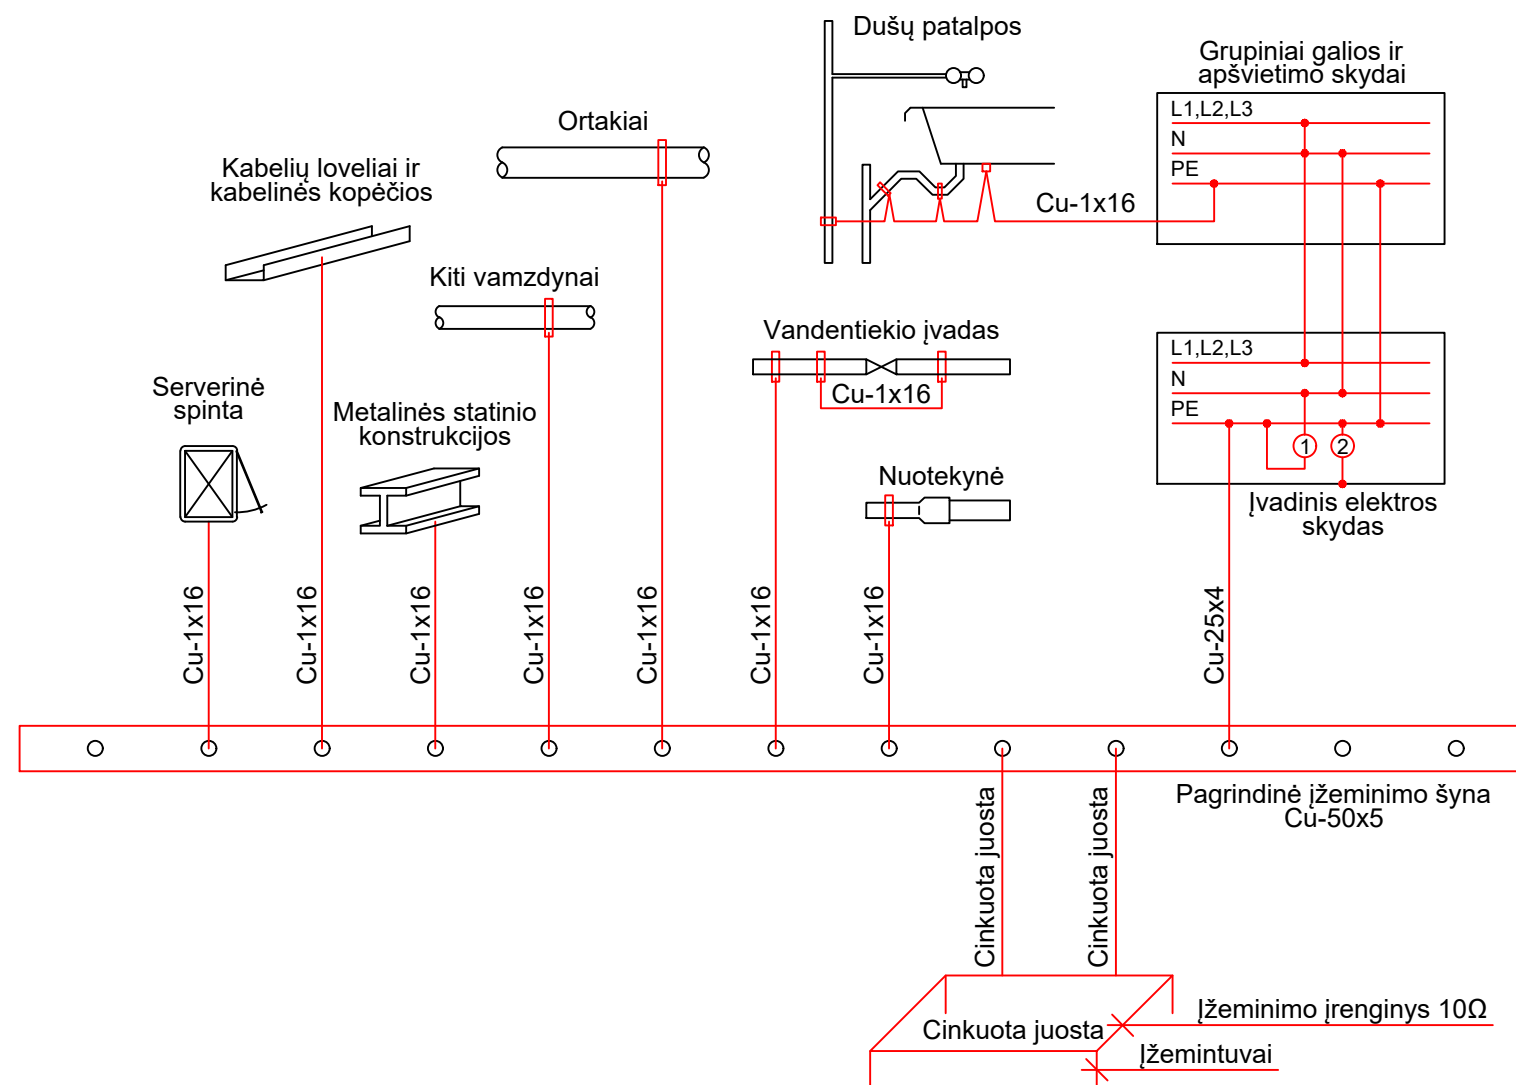 Dušų patalpos
Grupiniai galios ir
apšvietimo skydai
L1,L2,L3
N
PE
Cu-1x16
Ortakiai
Kabelių loveliai ir
kabelinės kopėčios
Kiti vamzdynai
Vandentiekio įvadas
Cu-1x16
L1,L2,L3
N
PE
1
2
Įvadinis elektros
skydas
Serverinė
spinta
Metalinės statinio
konstrukcijos
Nuotekynė
Cu-1x16
Cu-1x16
Cu-1x16
Cu-1x16
Cu-1x16
Cu-1x16
Cu-1x16
Cu-25x4
Pagrindinė įžeminimo šyna
Cu-50x5
Cinkuota juosta
Cinkuota juosta
Cinkuota juosta
Įžeminimo įrenginys 10Ω
Įžemintuvai